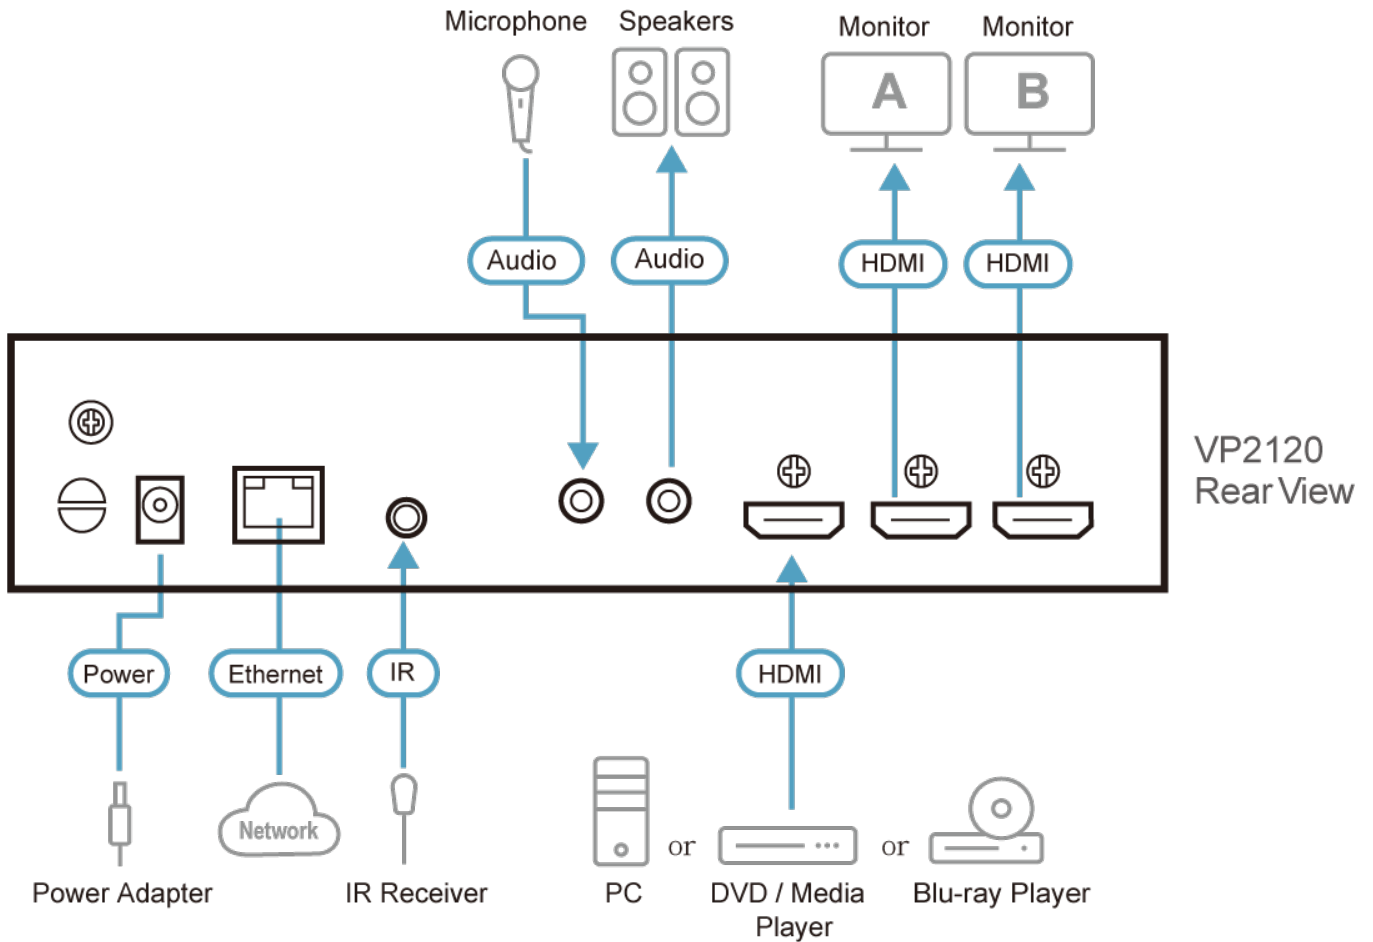 Microphone
Speakers
Monitor
Monitor
A
B
Audio
Audio
HDMI
HDMI
VP2120
Rear View
Power
Ethernet
IR
HDMI
Network
or
or
Power Adapter
IR Receiver
PC
DVD / Media
Player
Blu-ray Player